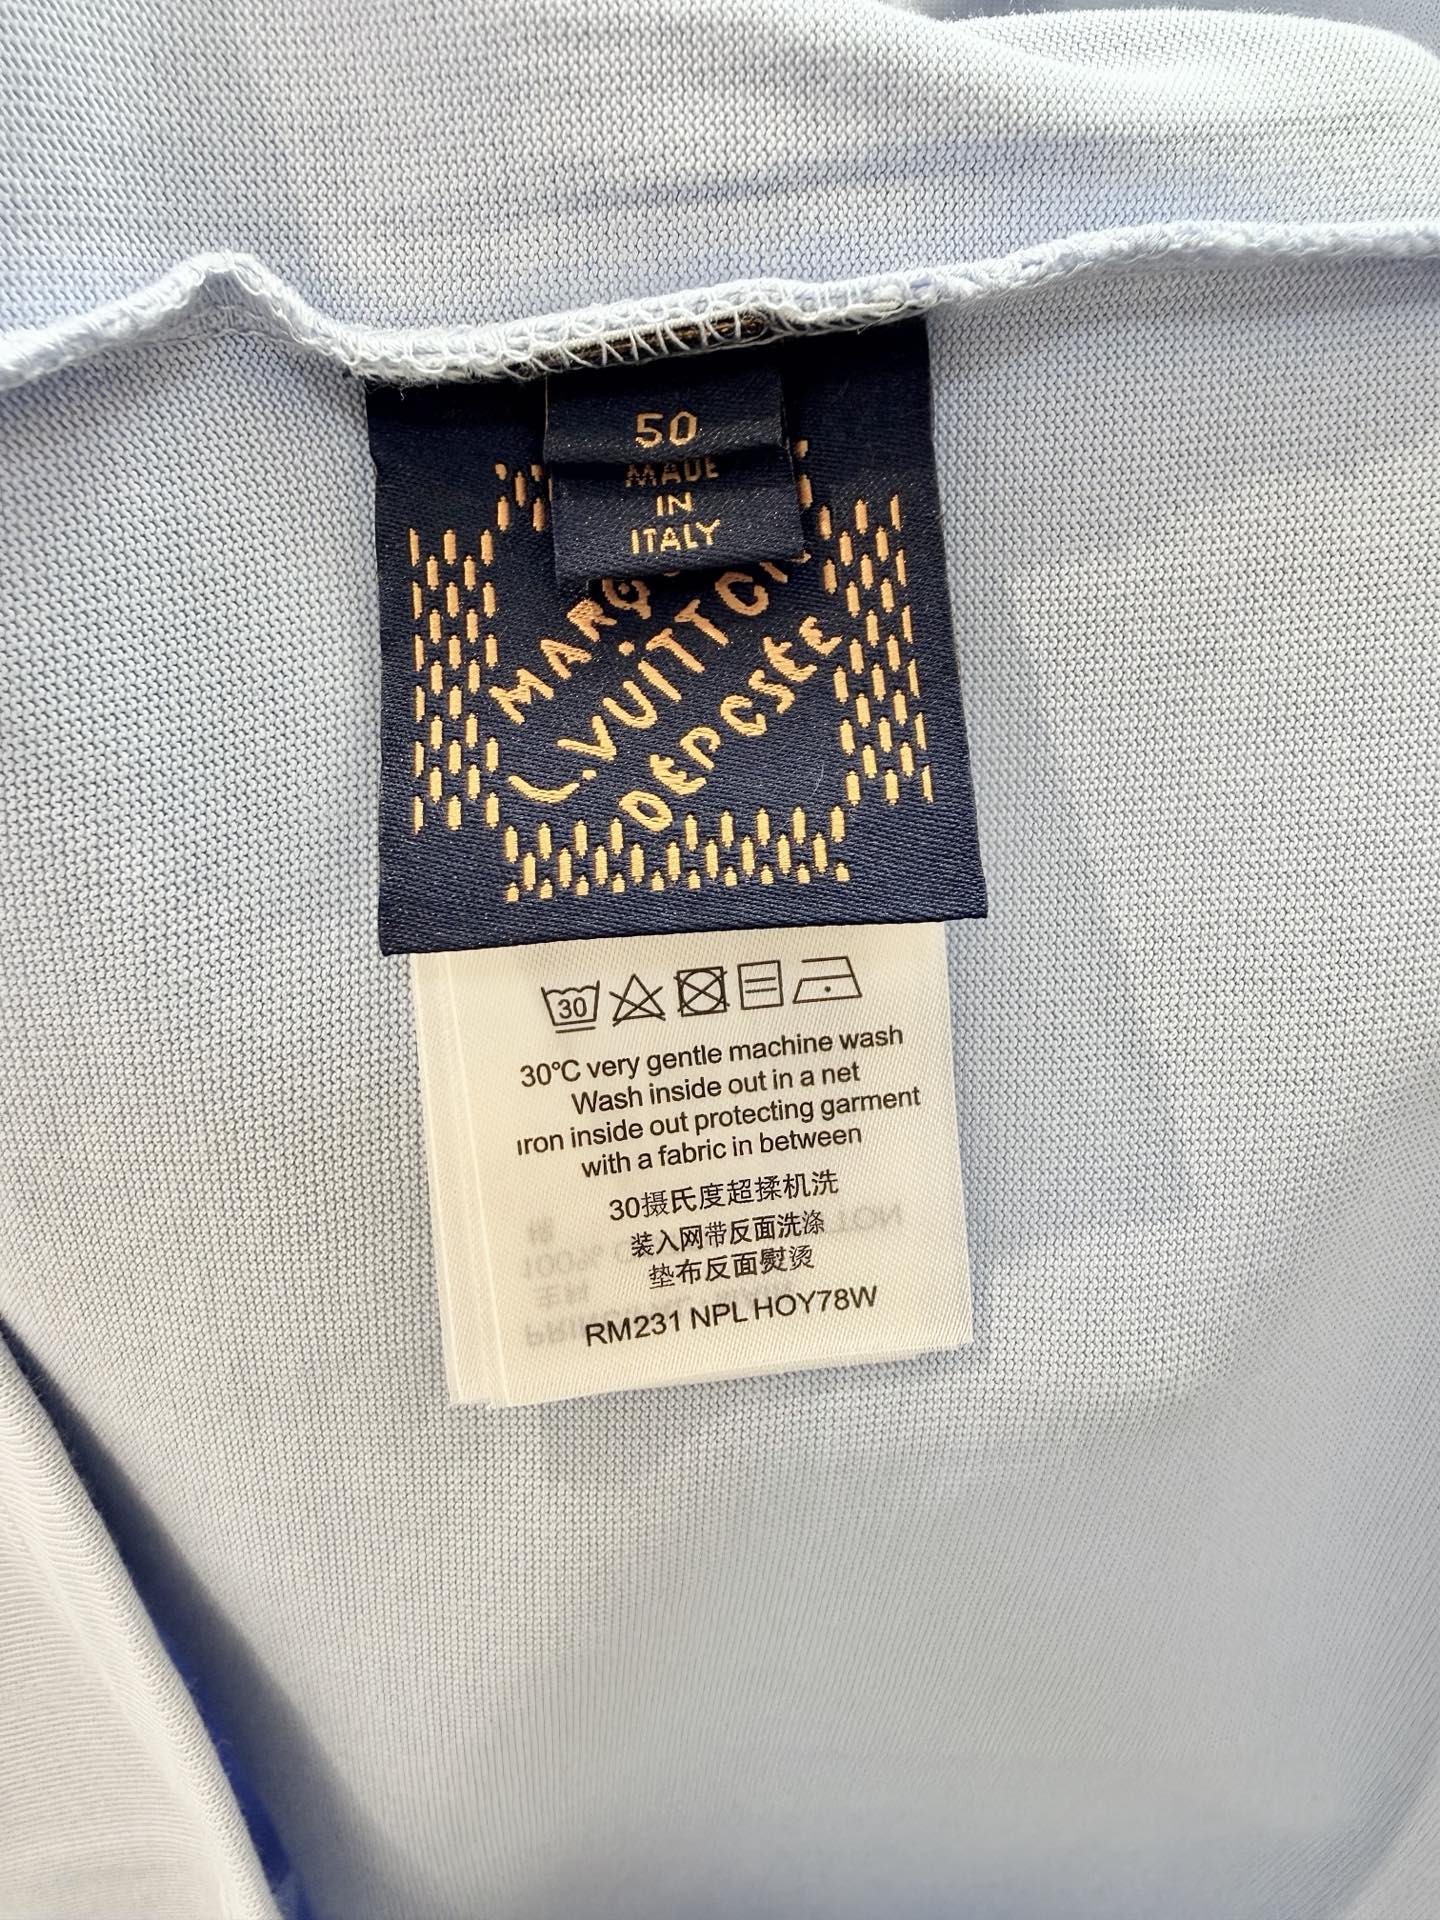 50
MADE
IN
ITALY
L.VUITTON
DEPOSE
30
30°C very gentle machine wash
Wash inside out in a net
iron inside out protecting garment
with a fabric in between
30摄氏度超揉机洗
装入网带反面洗涤
垫布反面熨烫
RM231 NPL HOY78W